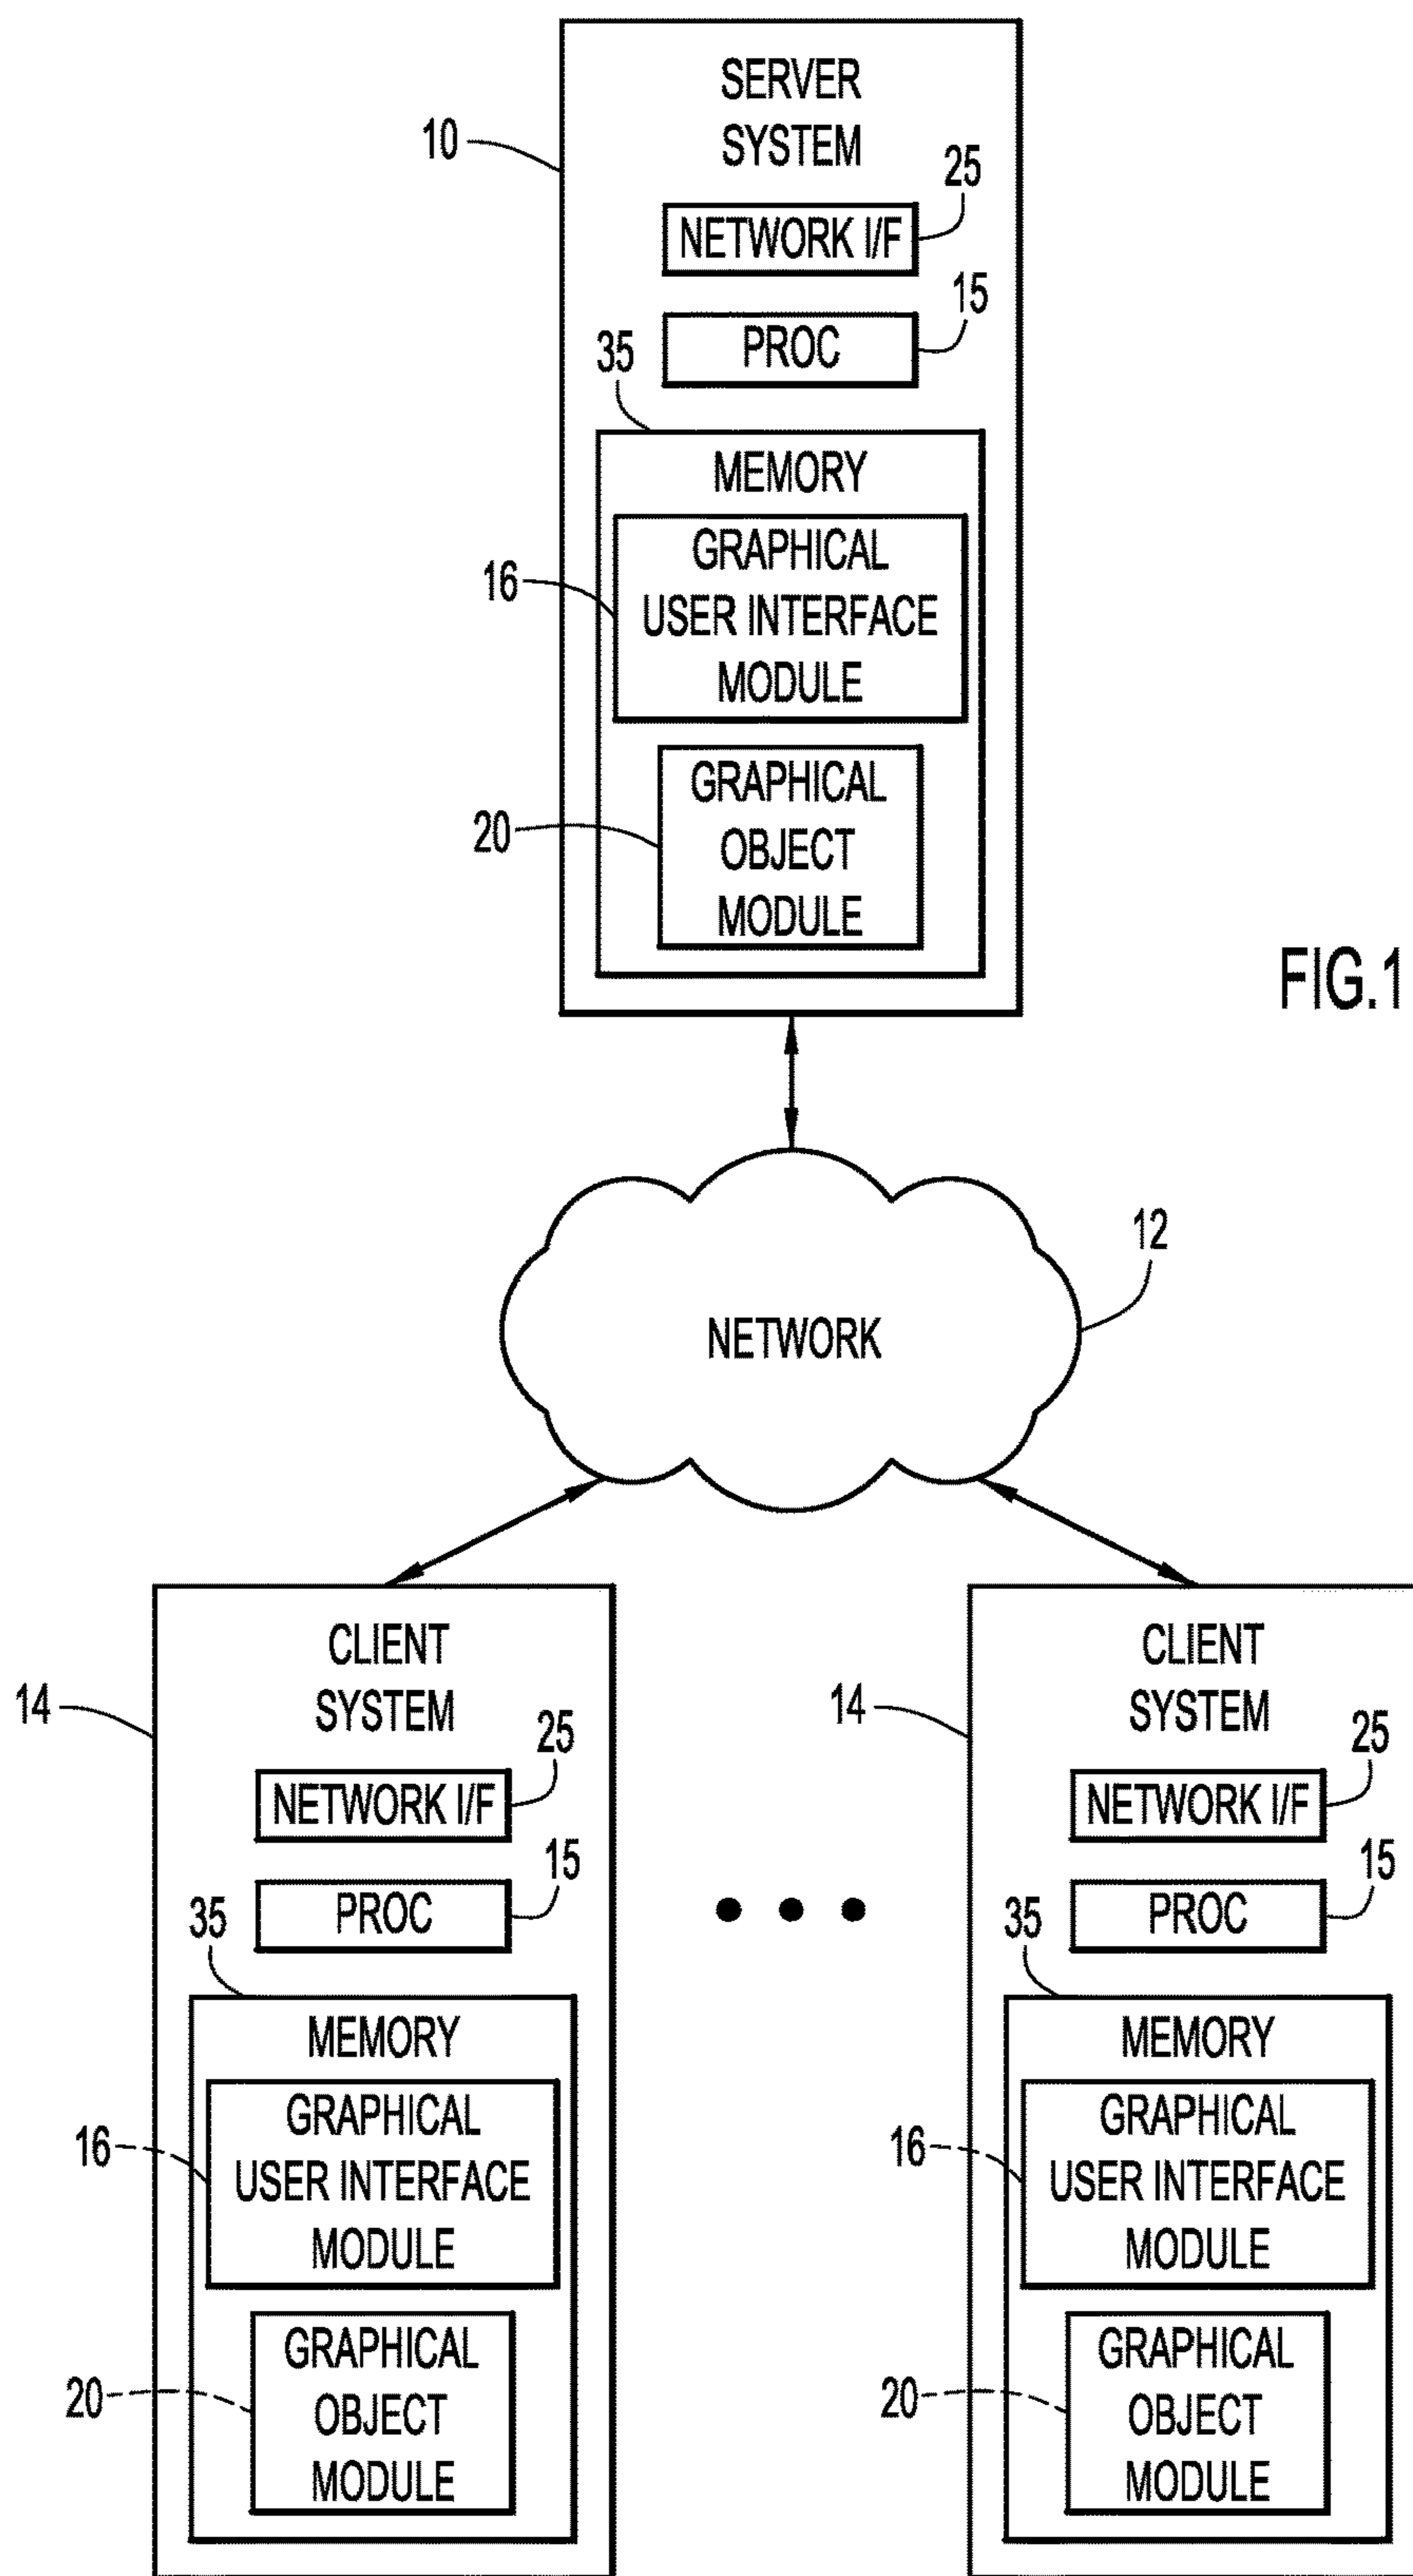 SERVER
SYSTEM
10
25
NETWORK I/F
15
PROC
35
MEMORY
GRAPHICAL
USER INTERFACE
MODULE
16
GRAPHICAL
OBJECT
MODULE
20
FIG.1
12
NETWORK
CLIENT
SYSTEM
14
25
NETWORK I/F
15
PROC
35
MEMORY
GRAPHICAL
USER INTERFACE
MODULE
16
GRAPHICAL
OBJECT
MODULE
20
CLIENT
SYSTEM
14
25
NETWORK I/F
15
PROC
35
MEMORY
GRAPHICAL
USER INTERFACE
MODULE
16
GRAPHICAL
OBJECT
MODULE
20